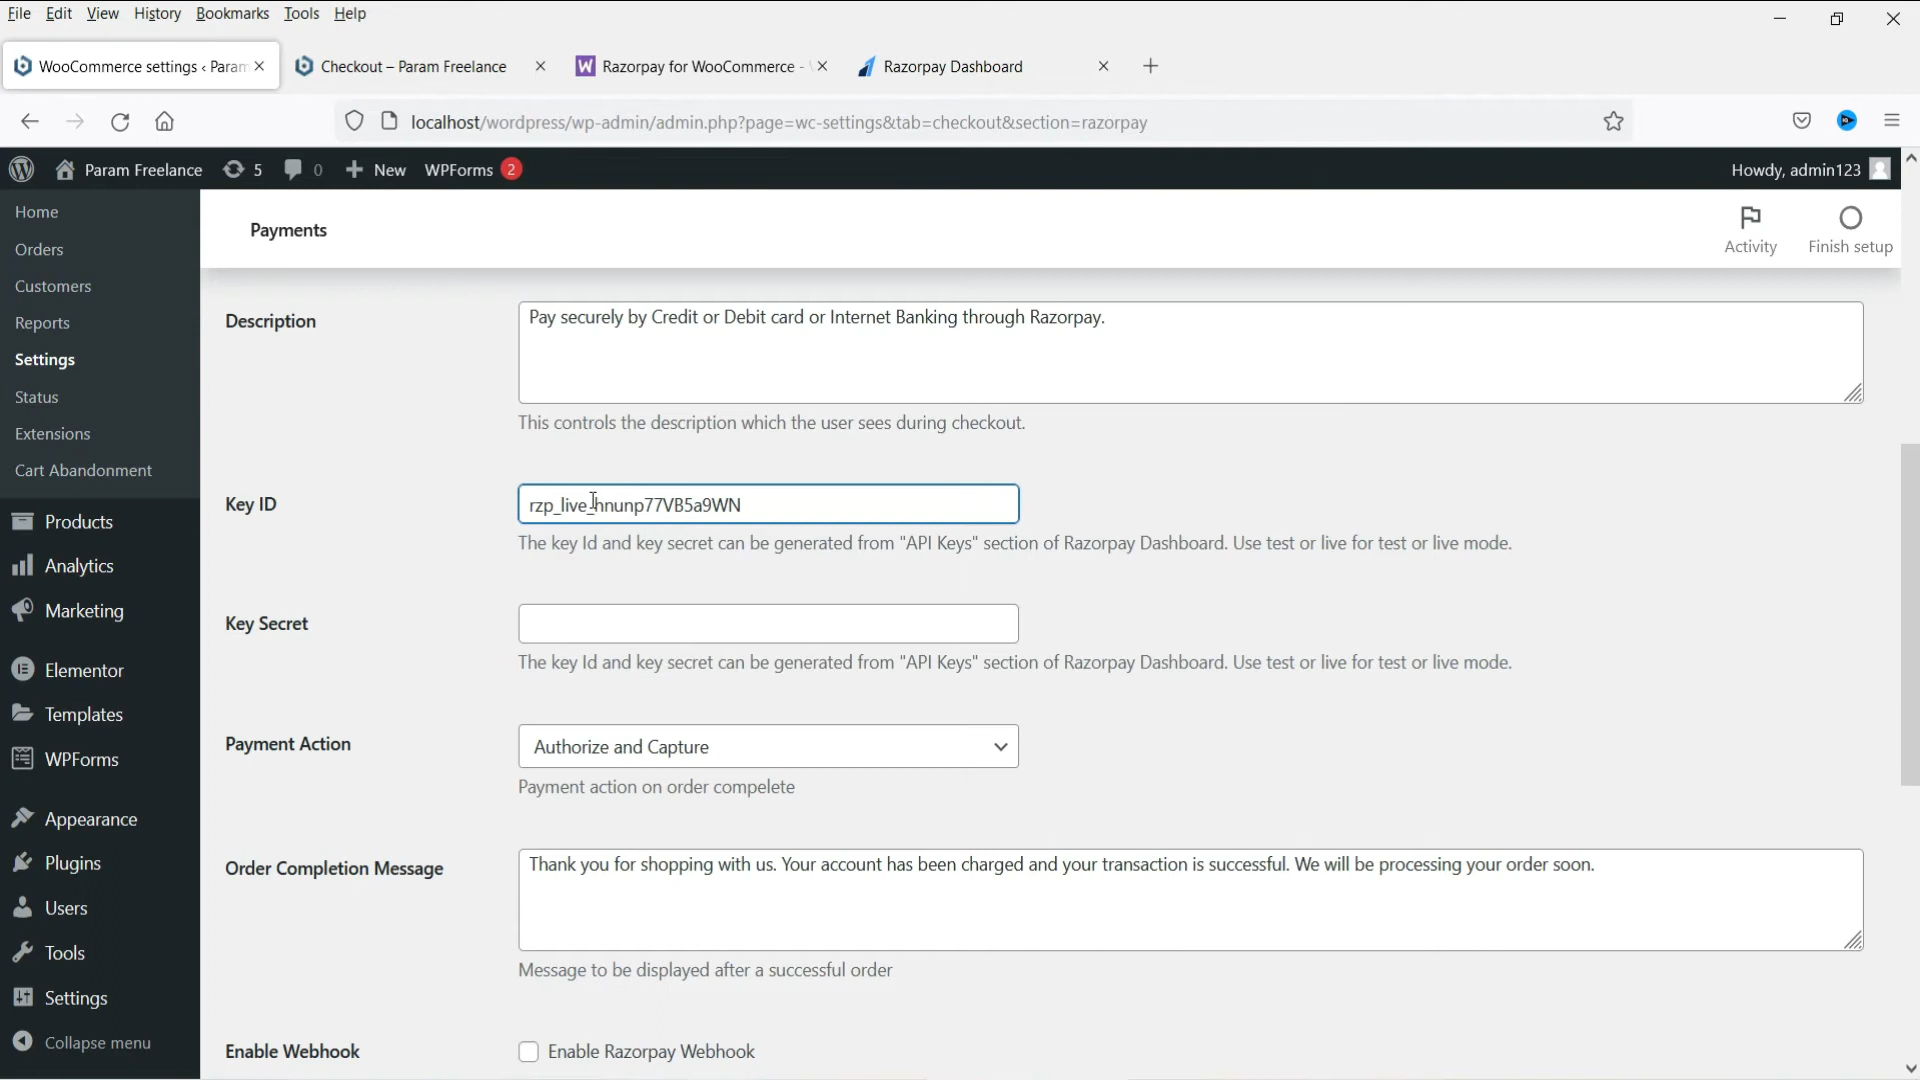 File Edit View History Bookmarks Tools Help
WooCommerce settings ‹ Param
Checkout – Param Freelance
Razorpay for WooCommerce -
Razorpay Dashboard
localhost/wordpress/wp-admin/admin.php?page=wc-settings&tab=checkout&section=razorpay
Param Freelance 5 0 New WPForms 2
Howdy, admin123
Home
Orders
Customers
Reports
Settings
Status
Extensions
Cart Abandonment
Products
Analytics
Marketing
Elementor
Templates
WPForms
Appearance
Plugins
Users
Tools
Settings
Collapse menu
Payments
Activity
Finish setup
Description
Pay securely by Credit or Debit card or Internet Banking through Razorpay.
This controls the description which the user sees during checkout.
Key ID
rzp_live_hnunp77VB5a9WN
The key Id and key secret can be generated from "API Keys" section of Razorpay Dashboard. Use test or live for test or live mode.
Key Secret
The key Id and key secret can be generated from "API Keys" section of Razorpay Dashboard. Use test or live for test or live mode.
Payment Action
Authorize and Capture
Payment action on order compelete
Order Completion Message
Thank you for shopping with us. Your account has been charged and your transaction is successful. We will be processing your order soon.
Message to be displayed after a successful order
Enable Webhook
Enable Razorpay Webhook